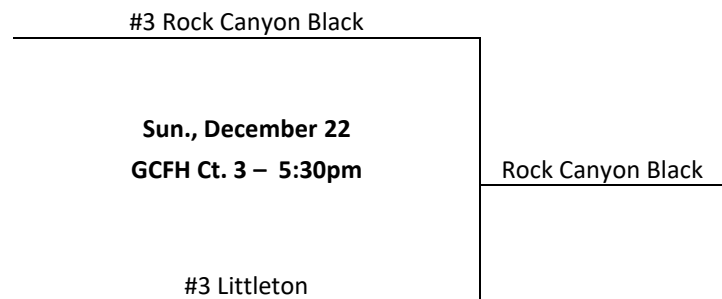 #3 Rock Canyon Black
Sun., December 22
GCFH Ct. 3 – 5:30pm
Rock Canyon Black
#3 Littleton